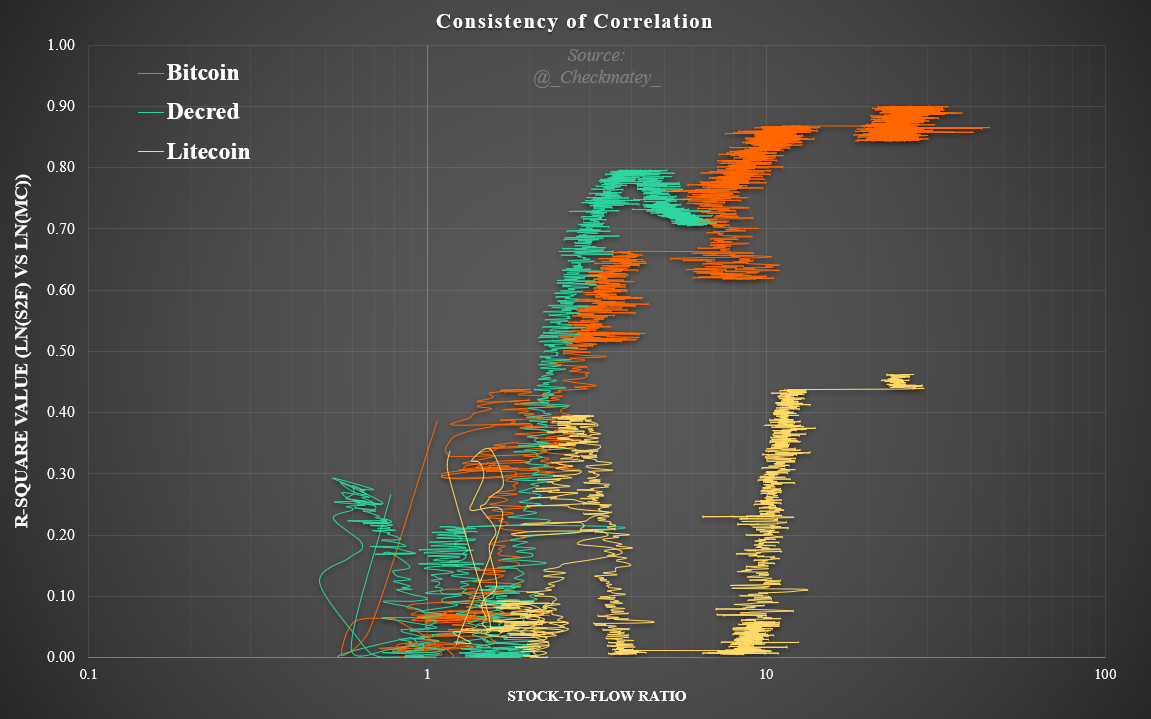 Consistency of Correlation
Source:
@_Checkmatey_
Bitcoin
Decred
Litecoin
R-SQUARE VALUE (LN(S2F) VS LN(MC))
1.00
0.90
0.80
0.70
0.60
0.50
0.40
0.30
0.20
0.10
0.00
0.1
1
10
100
STOCK-TO-FLOW RATIO